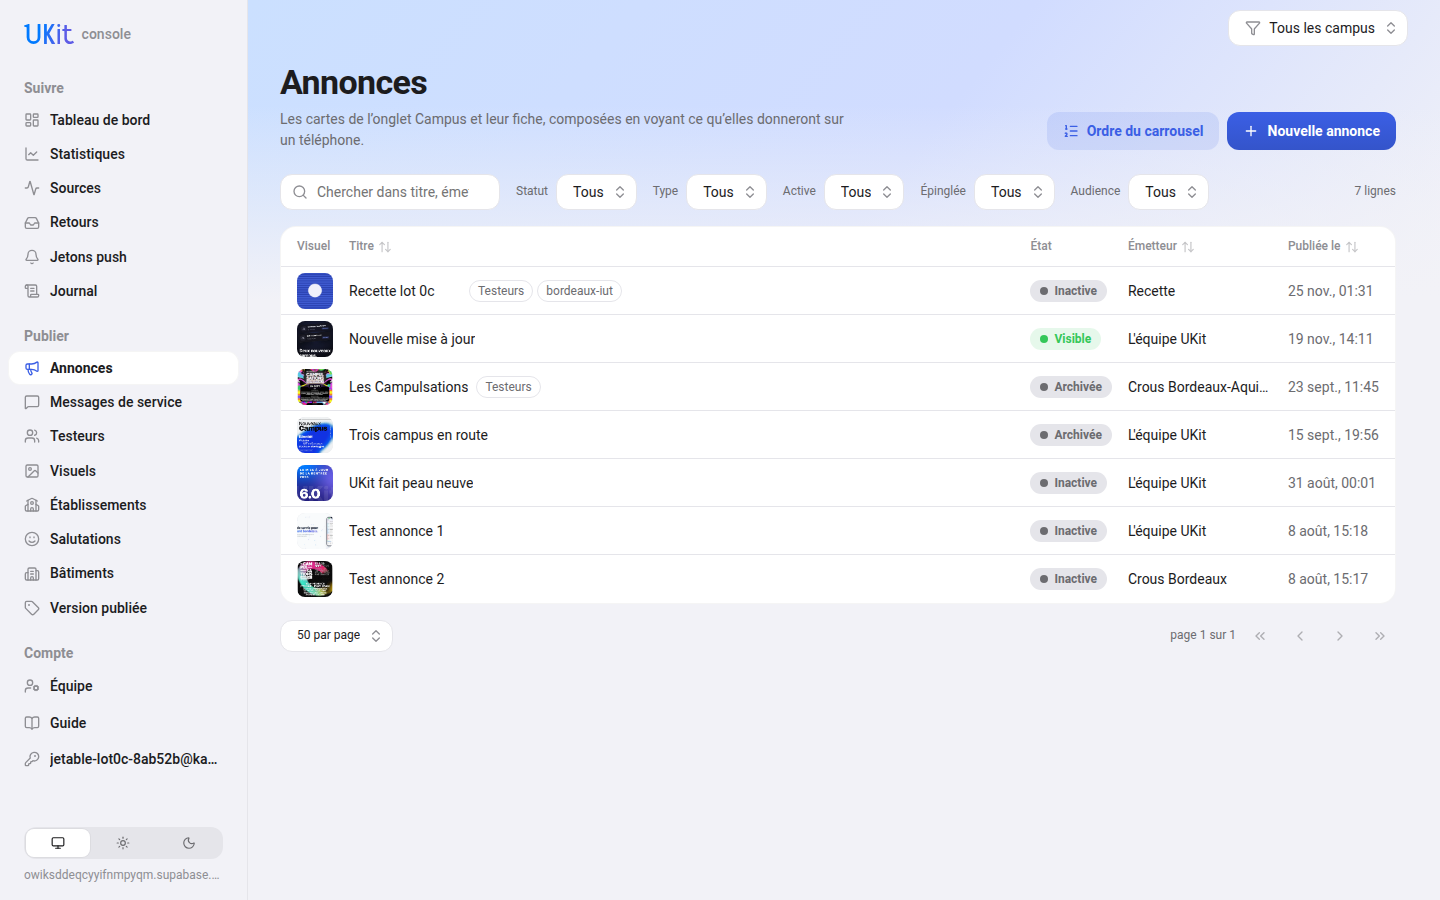 UKit console
Tous les campus
Suivre
Tableau de bord
Statistiques
Sources
Retours
Jetons push
Journal
Publier
Annonces
Messages de service
Testeurs
Visuels
Établissements
Salutations
Bâtiments
Version publiée
Compte
Équipe
Guide
jetable-lot0c-8ab52b@ka…
owiksddeqcyyifnmpyqm.supabase.…
Annonces
Les cartes de l’onglet Campus et leur fiche, composées en voyant ce qu’elles donneront sur
un téléphone.
Ordre du carrousel
Nouvelle annonce
Chercher dans titre, éme
Statut Tous Type Tous Active Tous Épinglée Tous Audience Tous 7 lignes
Visuel Titre État Émetteur Publiée le
Recette lot 0c Testeurs bordeaux-iut Inactive Recette 25 nov., 01:31
Nouvelle mise à jour Visible L'équipe UKit 19 nov., 14:11
Les Campulsations Testeurs Archivée Crous Bordeaux-Aqui… 23 sept., 11:45
Trois campus en route Archivée L'équipe UKit 15 sept., 19:56
6.0
UKit fait peau neuve Inactive L'équipe UKit 31 août, 00:01
Test annonce 1 Inactive L'équipe UKit 8 août, 15:18
Test annonce 2 Inactive Crous Bordeaux 8 août, 15:17
50 par page page 1 sur 1